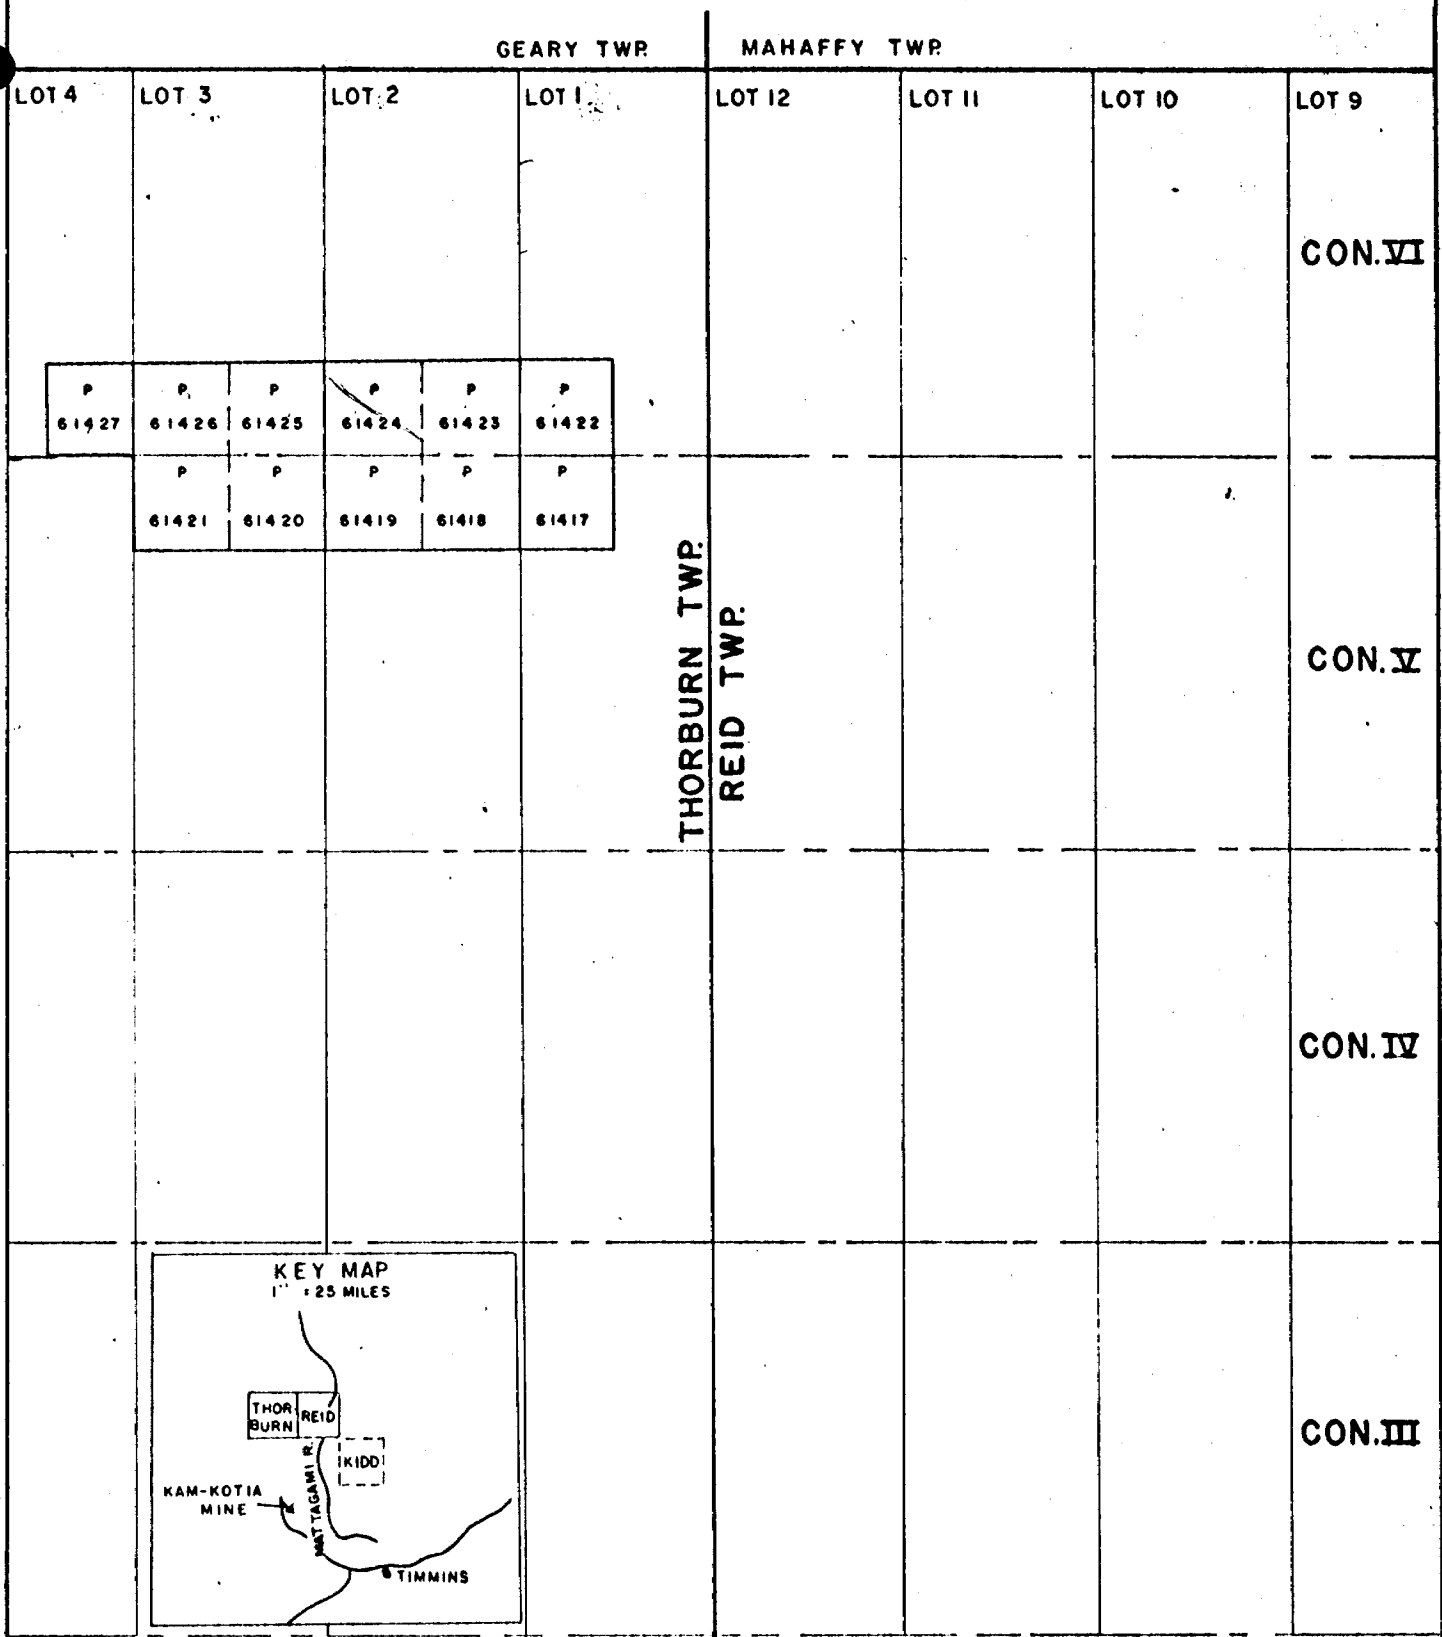 GEARY TWP. MAHAFFY TWP.
LOT 4 LOT 3 LOT 2 LOT 1 LOT 12 LOT 11 LOT 10 LOT 9
CON. VI
P P P P P P
61427 61426 61425 61424 61423 61422
P P P P P
61421 61420 61419 61418 61417
THORBURN TWP.
REID TWP.
CON. V
CON. IV
KEY MAP
1" = 25 MILES
THOR
BURN
REID
KIDD
MATTAGAMI R.
KAM-KOTIA
MINE
TIMMINS
CON. III